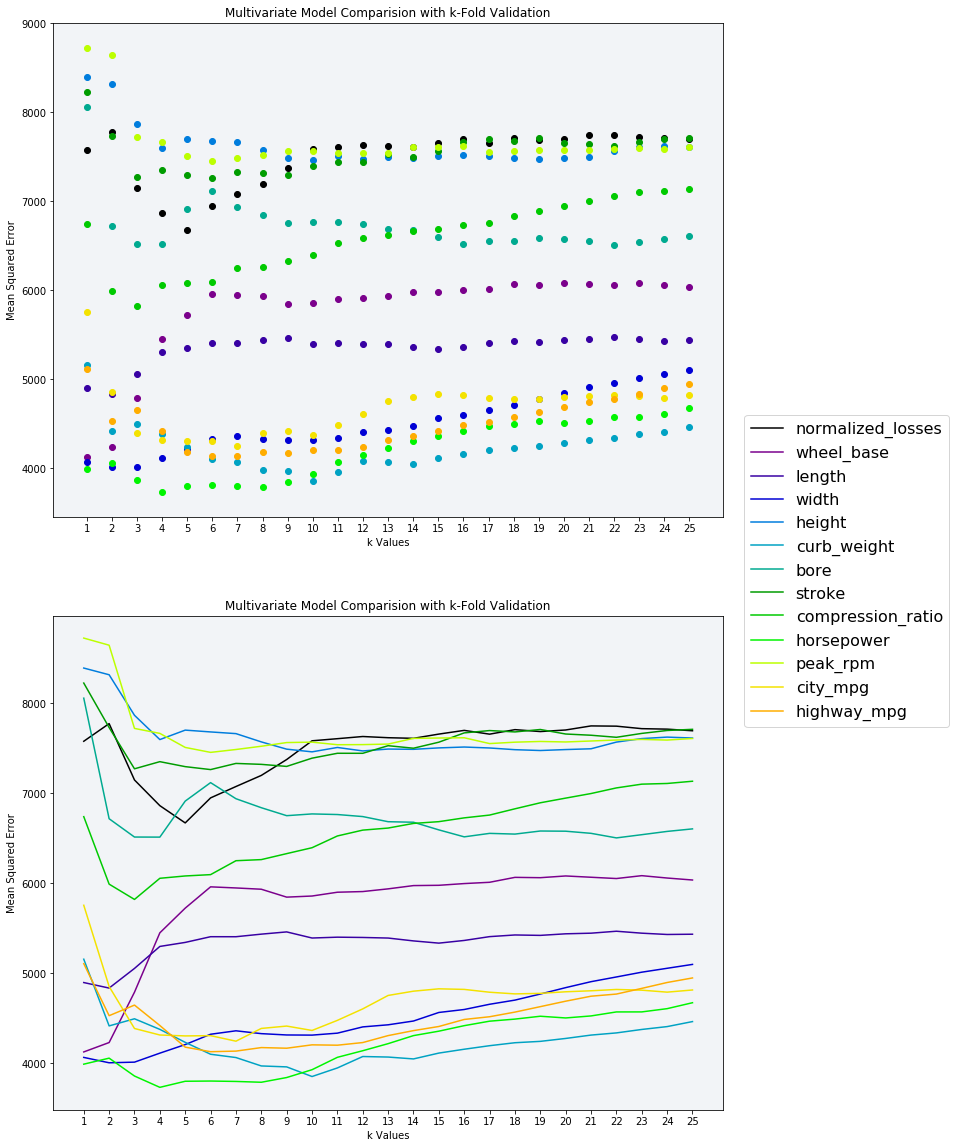 Multivariate Model Comparision with k-Fold Validation
9000
8000
7000
6000
5000
4000
Mean Squared Error
1 2 3 4 5 6 7 8 9 10 11 12 13 14 15 16 17 18 19 20 21 22 23 24 25
k Values
normalized_losses
wheel_base
length
width
height
curb_weight
bore
stroke
compression_ratio
horsepower
peak_rpm
city_mpg
highway_mpg
Multivariate Model Comparision with k-Fold Validation
8000
7000
6000
5000
4000
Mean Squared Error
1 2 3 4 5 6 7 8 9 10 11 12 13 14 15 16 17 18 19 20 21 22 23 24 25
k Values